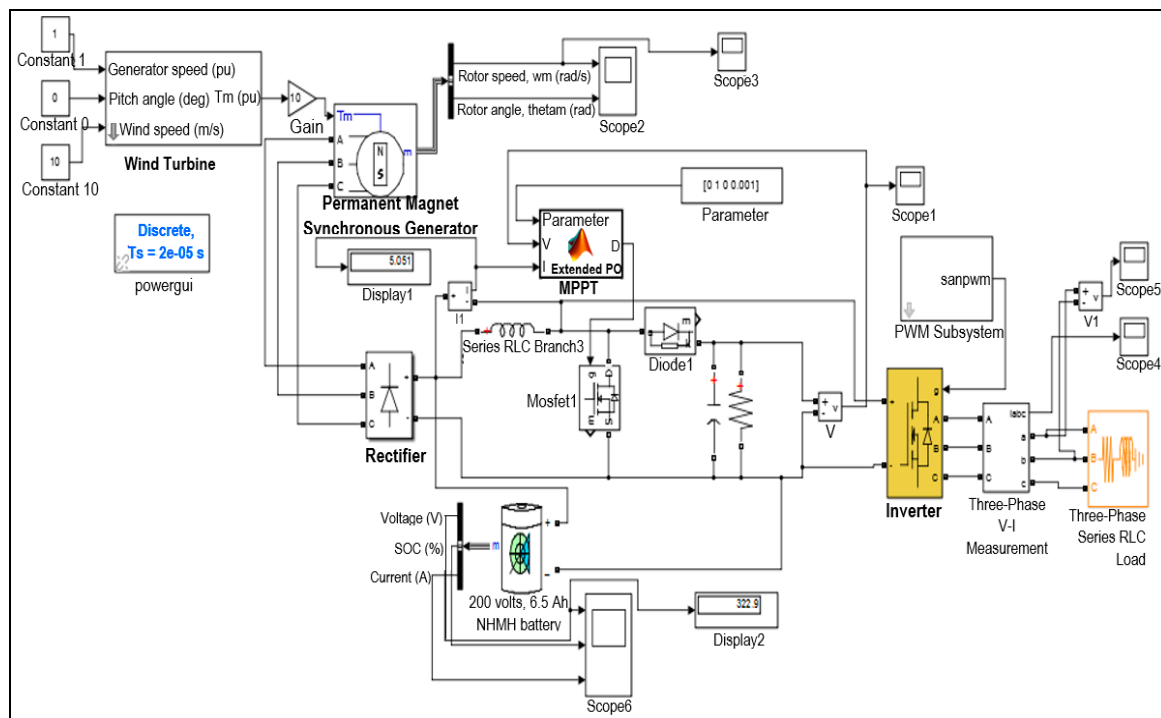 1
Constant 1
0
Constant 0
10
Constant 10
Generator speed (pu)
Pitch angle (deg) Tm (pu)
Wind speed (m/s)
Wind Turbine
10
Gain
Tm
A
B
C
m
N
S
Permanent Magnet
Synchronous Generator
Rotor speed, wm (rad/s)
Rotor angle, thetam (rad)
Scope2
Scope3
Discrete,
Ts = 2e-05 s
powergui
5.051
Display1
Parameter
V
I
D
Extended PO
MPPT
[0 1 0 0.001]
Parameter
Scope1
sanpwm
PWM Subsystem
+
-
I
I1
+
Series RLC Branch3
g
D
S
m
Mosfet1
a
m
k
Diode1
+
+
+
-
v
V
A
B
C
+
-
Rectifier
+
-
g
A
B
C
Inverter
A
B
C
Iabc
a
b
c
Three-Phase
V-I
Measurement
+
-
v
V1
Scope5
Scope4
A
B
C
Three-Phase
Series RLC
Load
Voltage (V)
SOC (%)
Current (A)
m
+
_
200 volts, 6.5 Ah
NHMH battery
Scope6
322.9
Display2